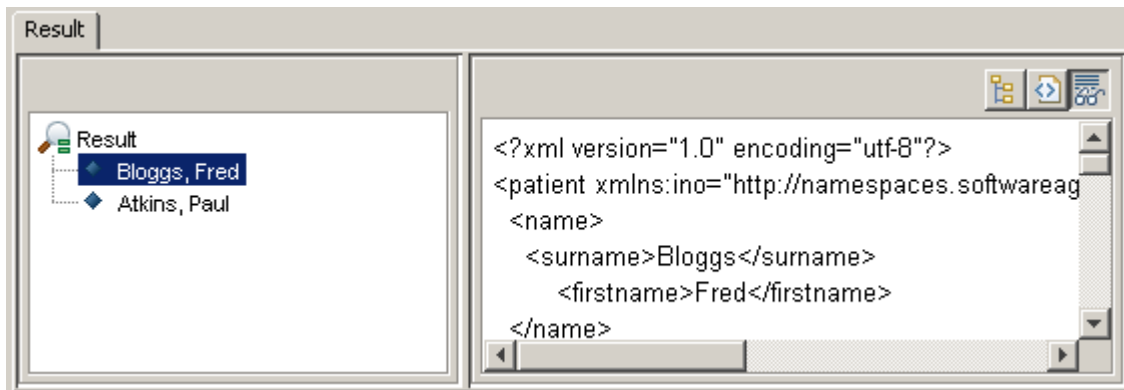 Result
Result
Bloggs, Fred
Atkins, Paul
<?xml version="1.0" encoding="utf-8"?>
<patient xmlns:ino="http://namespaces.softwareag
<name>
<surname>Bloggs</surname>
<firstname>Fred</firstname>
</name>